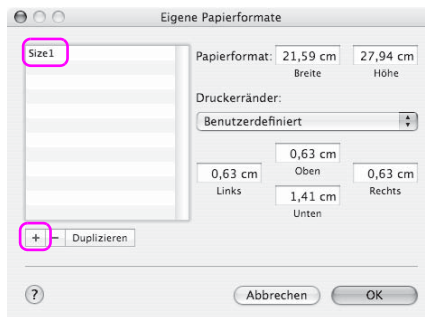 Eigene Papierformate
Size1
Papierformat: 21,59 cm 27,94 cm
Breite Höhe
Druckerränder:
Benutzerdefiniert
0,63 cm
Oben
0,63 cm 0,63 cm
Links Rechts
1,41 cm
Unten
+ − Duplizieren
? Abbrechen OK